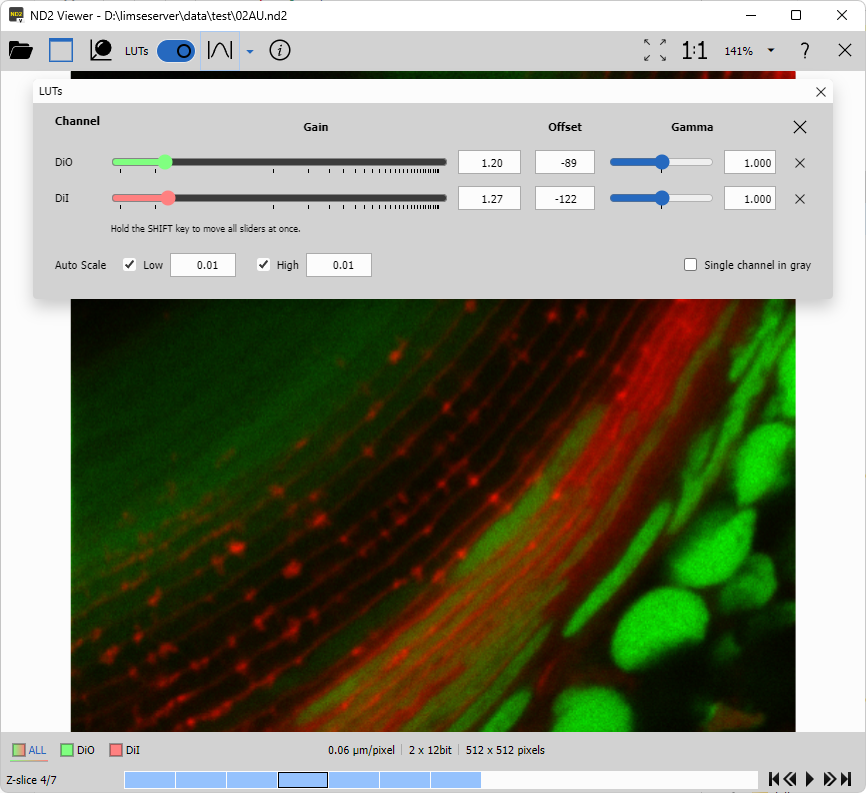 ND2 Viewer - D:\limseserver\data\test\02AU.nd2
LUTs 1:1 141% ?
LUTs
Channel Gain Offset Gamma
DiO 1.20 -89 1.000
DiI 1.27 -122 1.000
Hold the SHIFT key to move all sliders at once.
Auto Scale Low 0.01 High 0.01 Single channel in gray
ALL DiO DiI 0.06 µm/pixel 2 x 12bit 512 x 512 pixels
Z-slice 4/7